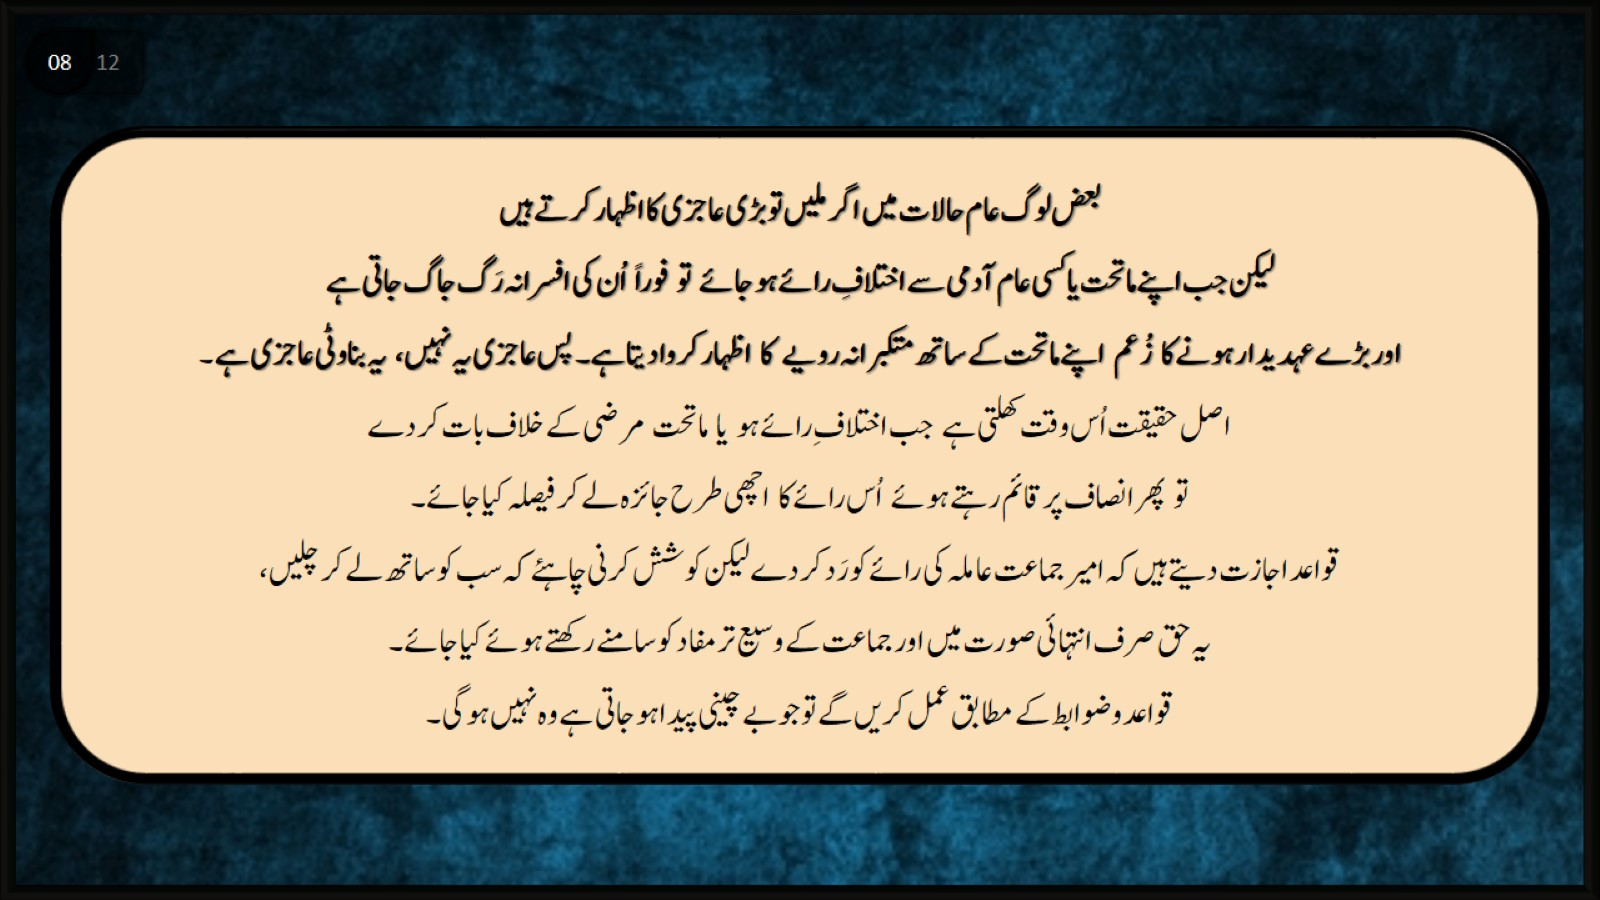 08 12
بعض لوگ عام حالات میں اگر ملیں تو بڑی عاجزی کا اظہار کرتے ہیں
لیکن جب اپنے ماتحت یا کسی عام آدمی سے اختلافِ رائے ہو جائے تو فوراً اُن کی افسرانہ رَگ جاگ جاتی ہے
اور بڑے عہدیدار ہونے کا زُعم اپنے ماتحت کے ساتھ متکبرانہ رویے کا اظہار کروا دیتا ہے۔ پس عاجزی یہ نہیں، یہ بناوٹی عاجزی ہے۔
اصل حقیقت اُس وقت کھلتی ہے جب اختلافِ رائے ہو یا ماتحت مرضی کے خلاف بات کر دے
تو پھر انصاف پر قائم رہتے ہوئے اُس رائے کا اچھی طرح جائزہ لے کر فیصلہ کیا جائے۔
قواعد اجازت دیتے ہیں کہ امیر جماعت عاملہ کی رائے کو رَد کر دے لیکن کوشش کرنی چاہئے کہ سب کو ساتھ لے کر چلیں،
یہ حق صرف انتہائی صورت میں اور جماعت کے وسیع تر مفاد کو سامنے رکھتے ہوئے کیا جائے۔
قواعد و ضوابط کے مطابق عمل کریں گے تو جو بے چینی پیدا ہو جاتی ہے وہ نہیں ہو گی۔